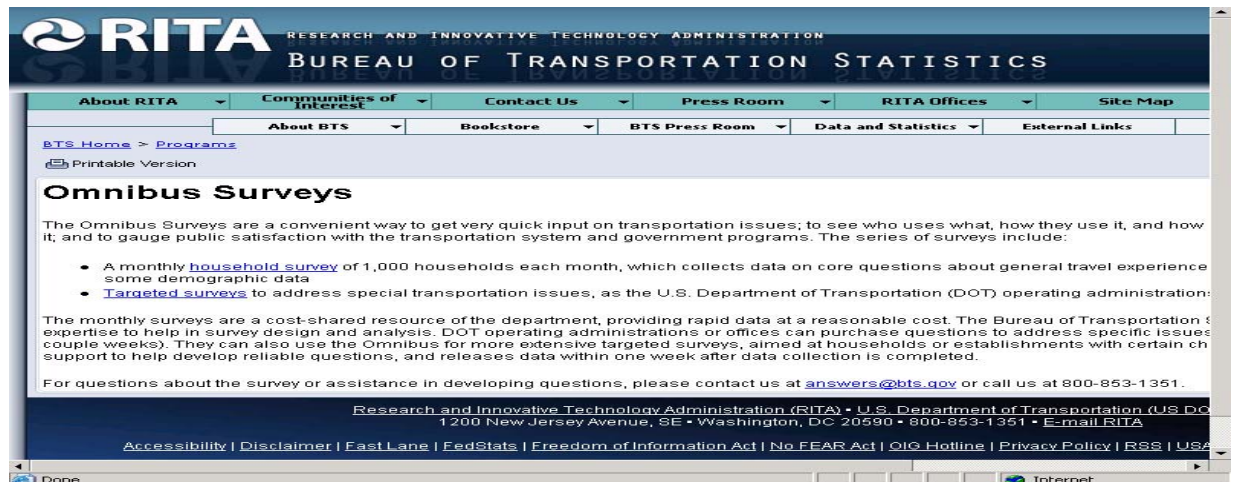 RITA RESEARCH AND INNOVATIVE TECHNOLOGY ADMINISTRATION
BUREAU OF TRANSPORTATION STATISTICS
About RITA Communities of Interest Contact Us Press Room RITA Offices Site Map
About BTS Bookstore BTS Press Room Data and Statistics External Links
BTS Home > Programs
Printable Version
Omnibus Surveys
The Omnibus Surveys are a convenient way to get very quick input on transportation issues; to see who uses what, how they use it, and how
it; and to gauge public satisfaction with the transportation system and government programs. The series of surveys include:
• A monthly household survey of 1,000 households each month, which collects data on core questions about general travel experience
some demographic data
• Targeted surveys to address special transportation issues, as the U.S. Department of Transportation (DOT) operating administration
The monthly surveys are a cost-shared resource of the department, providing rapid data at a reasonable cost. The Bureau of Transportation
expertise to help in survey design and analysis. DOT operating administrations or offices can purchase questions to address specific issues
couple weeks). They can also use the Omnibus for more extensive targeted surveys, aimed at households or establishments with certain ch
support to help develop reliable questions, and releases data within one week after data collection is completed.
For questions about the survey or assistance in developing questions, please contact us at answers@bts.gov or call us at 800-853-1351.
Research and Innovative Technology Administration (RITA) • U.S. Department of Transportation (US DO
1200 New Jersey Avenue, SE • Washington, DC 20590 • 800-853-1351 • E-mail RITA
Accessibility | Disclaimer | Fast Lane | FedStats | Freedom of Information Act | No FEAR Act | OIG Hotline | Privacy Policy | RSS | USA
Done Internet